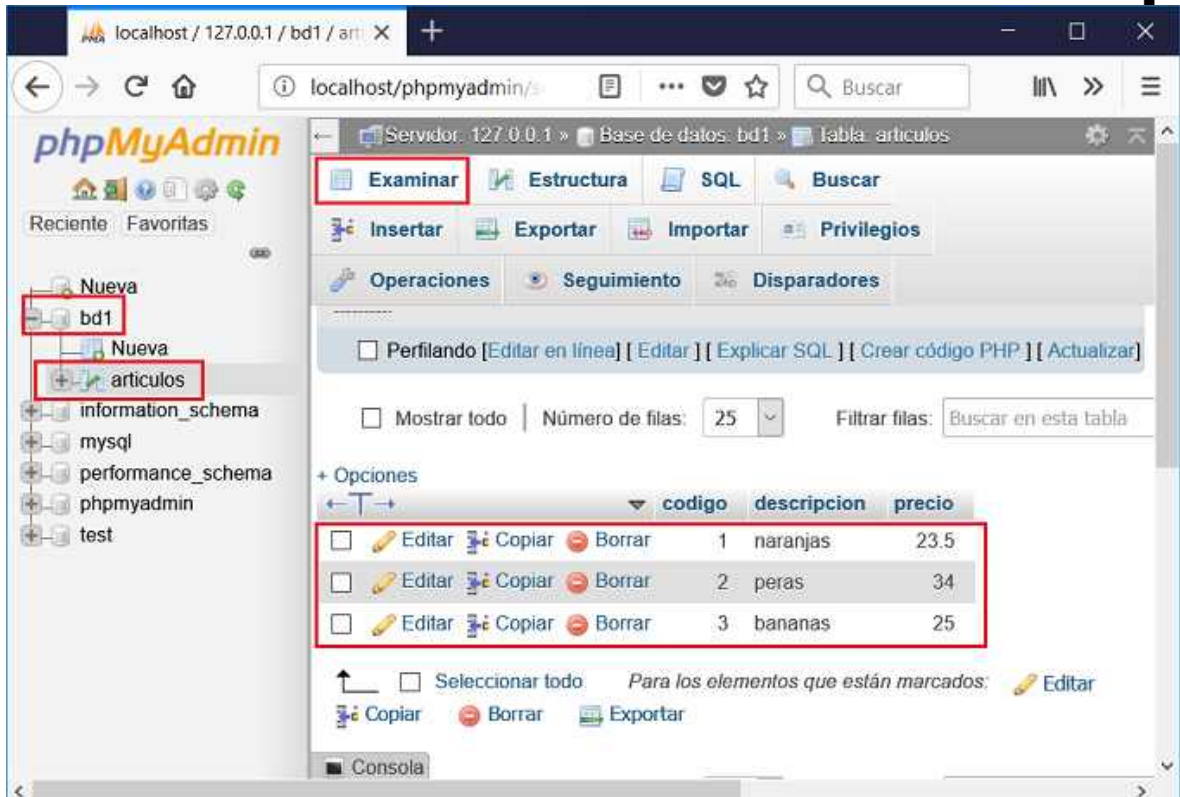 localhost / 127.0.0.1 / bd1 / art
localhost/phpmyadmin/s
Buscar
phpMyAdmin
Reciente Favoritas
Nueva
bd1
Nueva
articulos
information_schema
mysql
performance_schema
phpmyadmin
test
Servidor: 127.0.0.1 » Base de datos: bd1 » Tabla: articulos
Examinar Estructura SQL Buscar
Insertar Exportar Importar Privilegios
Operaciones Seguimiento Disparadores
Perfilando [Editar en línea] [ Editar ] [ Explicar SQL ] [ Crear código PHP ] [ Actualizar]
Mostrar todo | Número de filas: 25 Filtrar filas: Buscar en esta tabla
+ Opciones
←T→ codigo descripcion precio
Editar Copiar Borrar 1 naranjas 23.5
Editar Copiar Borrar 2 peras 34
Editar Copiar Borrar 3 bananas 25
Seleccionar todo Para los elementos que están marcados: Editar
Copiar Borrar Exportar
Consola